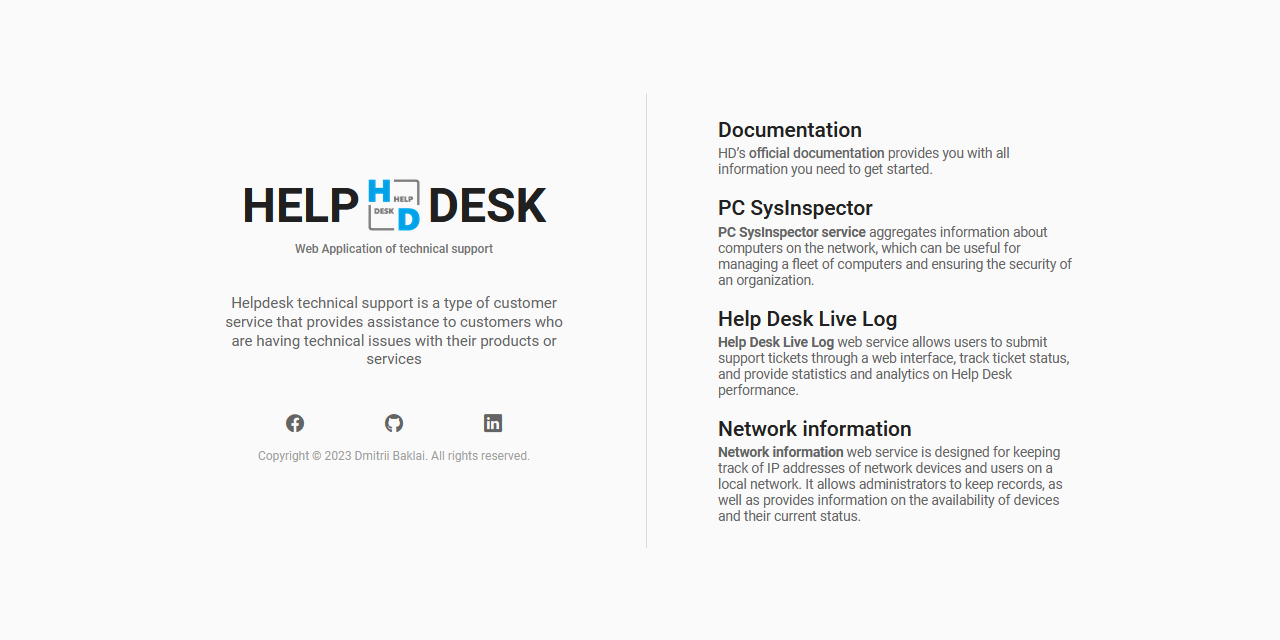 HELP H HELP DESK D DESK
Web Application of technical support
Helpdesk technical support is a type of customer
service that provides assistance to customers who
are having technical issues with their products or
services
Copyright © 2023 Dmitrii Baklai. All rights reserved.
Documentation
HD's official documentation provides you with all
information you need to get started.
PC SysInspector
PC SysInspector service aggregates information about
computers on the network, which can be useful for
managing a fleet of computers and ensuring the security of
an organization.
Help Desk Live Log
Help Desk Live Log web service allows users to submit
support tickets through a web interface, track ticket status,
and provide statistics and analytics on Help Desk
performance.
Network information
Network information web service is designed for keeping
track of IP addresses of network devices and users on a
local network. It allows administrators to keep records, as
well as provides information on the availability of devices
and their current status.